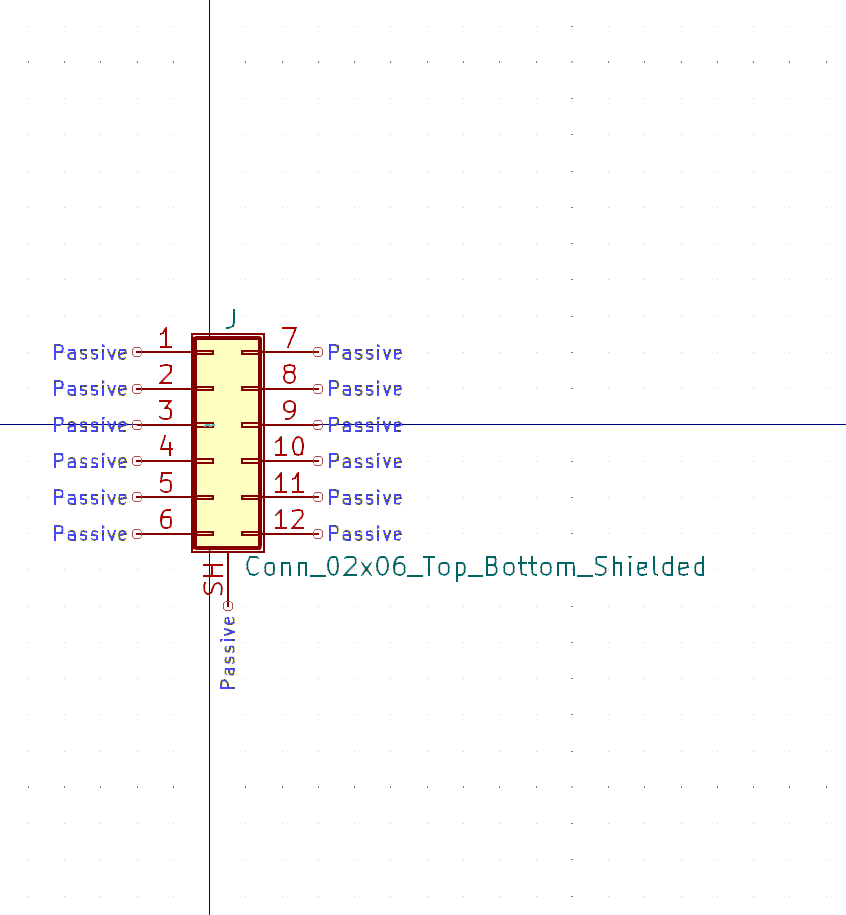 J
1 7
Passive Passive
2 8
Passive Passive
3 9
Passive Passive
4 10
Passive Passive
5 11
Passive Passive
6 12
Passive Passive
SH
Conn_02x06_Top_Bottom_Shielded
Passive